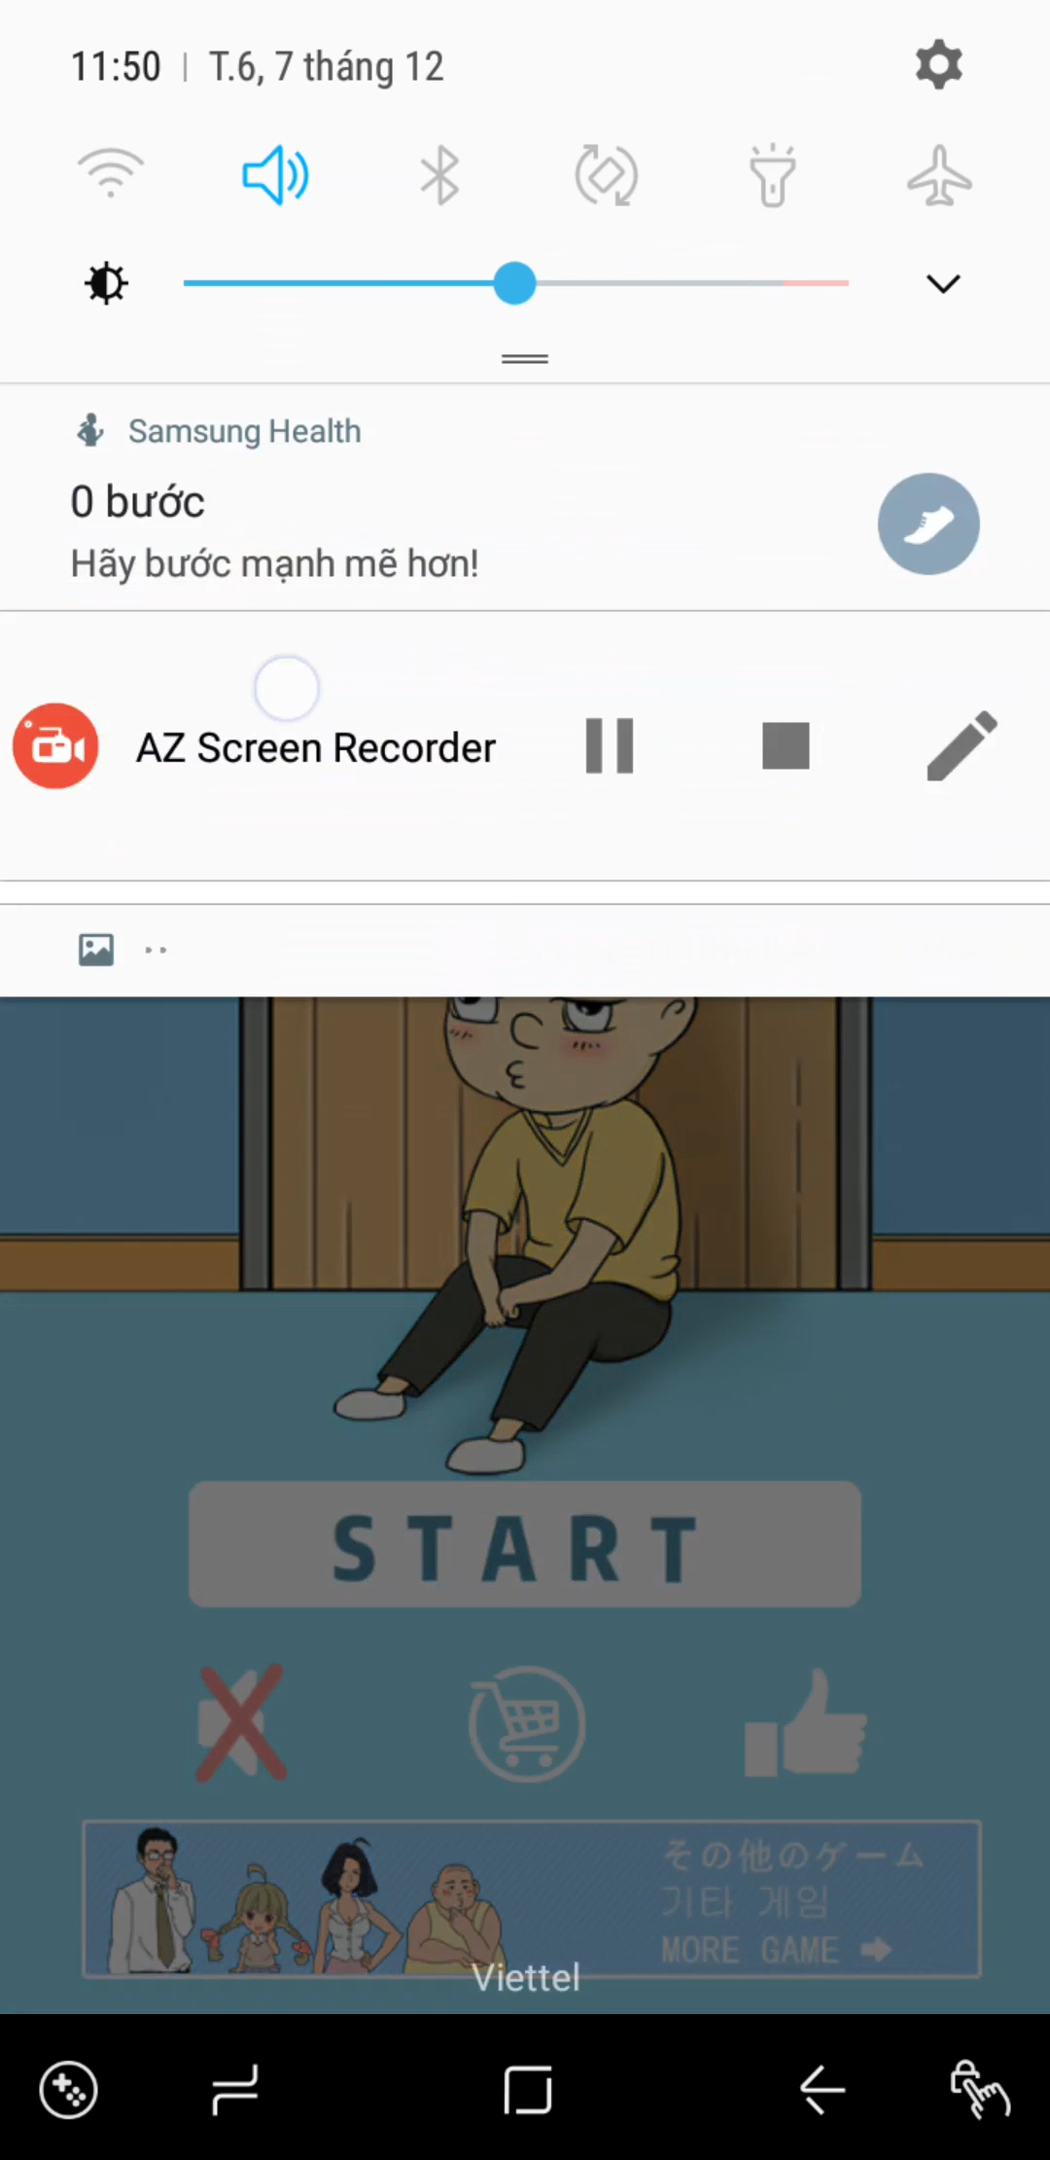 11:50 | T.6, 7 tháng 12
Samsung Health
0 bước
Hãy bước mạnh mẽ hơn!
AZ Screen Recorder
START
その他のゲーム
기타 게임
MORE GAME
Viettel